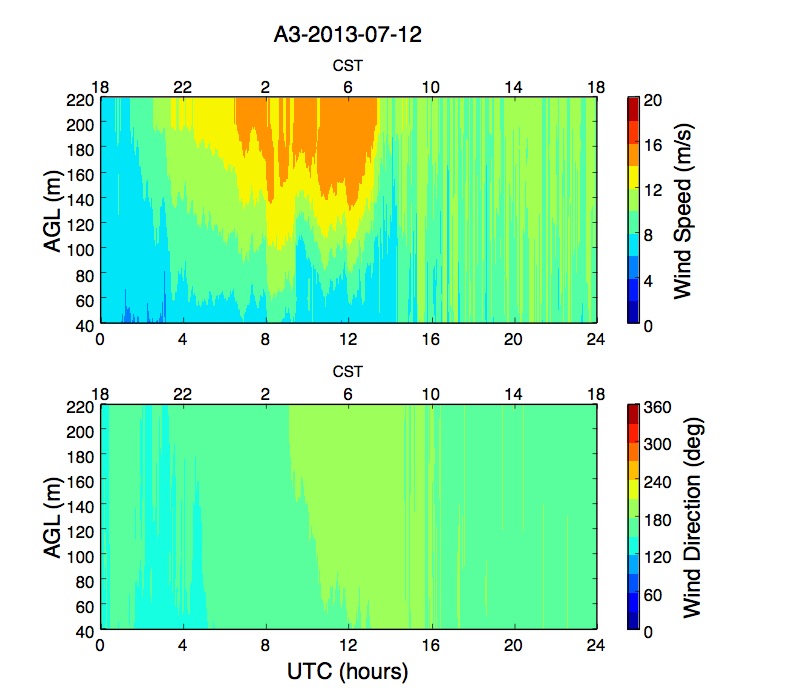 A3-2013-07-12
CST
18 22 2 6 10 14 18
220
200
180
160
140
120
100
80
60
40
AGL (m)
0 4 8 12 16 20 24
20
16
12
8
4
0
Wind Speed (m/s)
CST
18 22 2 6 10 14 18
220
200
180
160
140
120
100
80
60
40
AGL (m)
0 4 8 12 16 20 24
UTC (hours)
360
300
240
180
120
60
0
Wind Direction (deg)